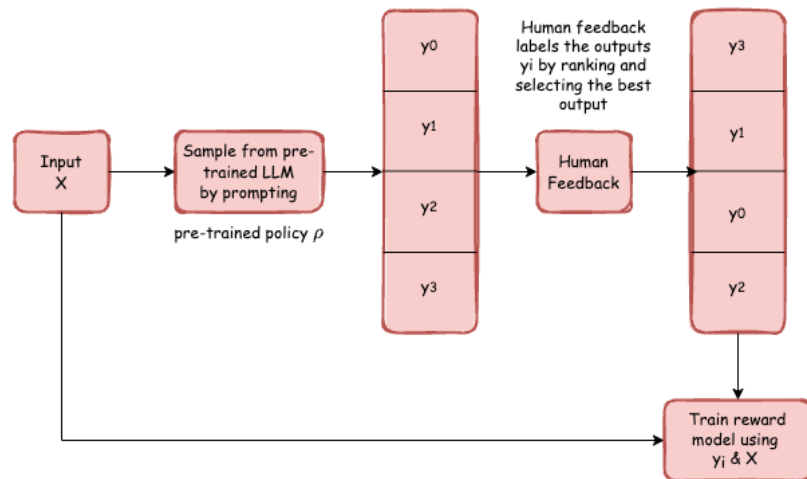 Input
X
Sample from pre-
trained LLM
by prompting
pre-trained policy ρ
y0
y1
y2
y3
Human feedback
labels the outputs
yi by ranking and
selecting the best
output
Human
Feedback
y3
y1
y0
y2
Train reward
model using
yi & X